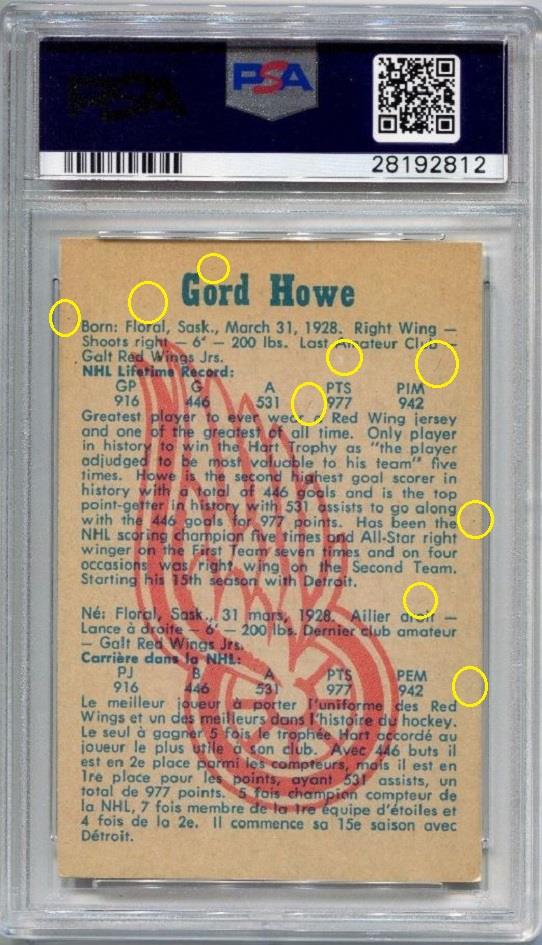 PSA
PSA
28192812
Gord Howe
Born: Floral, Sask., March 31, 1928. Right Wing —
Shoots right — 6' — 200 lbs. Last Amateur Club —
Galt Red Wings Jrs.
NHL Lifetime Record:
GP G A PTS PIM
916 446 531 977 942
Greatest player to ever wear a Red Wing jersey
and one of the greatest of all time. Only player
in history to win the Hart Trophy as "the player
adjudged to be most valuable to his team" five
times. Howe is the second highest goal scorer in
history with a total of 446 goals and is the top
point-getter in history with 531 assists to go along
with the 446 goals for 977 points. Has been the
NHL scoring champion five times and All-Star right
winger on the First Team seven times and on four
occasions was right wing on the Second Team.
Starting his 15th season with Detroit.
Né: Floral, Sask., 31 mars, 1928. Ailier droit —
Lance à droite — 6' — 200 lbs. Dernier club amateur
— Galt Red Wings Jrs.
Carrière dans la NHL:
PJ B A PTS PEM
916 446 531 977 942
Le meilleur joueur à porter l'uniforme des Red
Wings et un des meilleurs dans l'histoire du hockey.
Le seul à gagner 5 fois le trophée Hart accordé au
joueur le plus utile à son club. Avec 446 buts il
est en 2e place parmi les compteurs, mais il est en
1re place pour les points, ayant 531 assists, un
total de 977 points. 5 fois champion compteur de
la NHL, 7 fois membre de la 1re équipe d'étoiles et
4 fois de la 2e. Il commence sa 15e saison avec
Détroit.